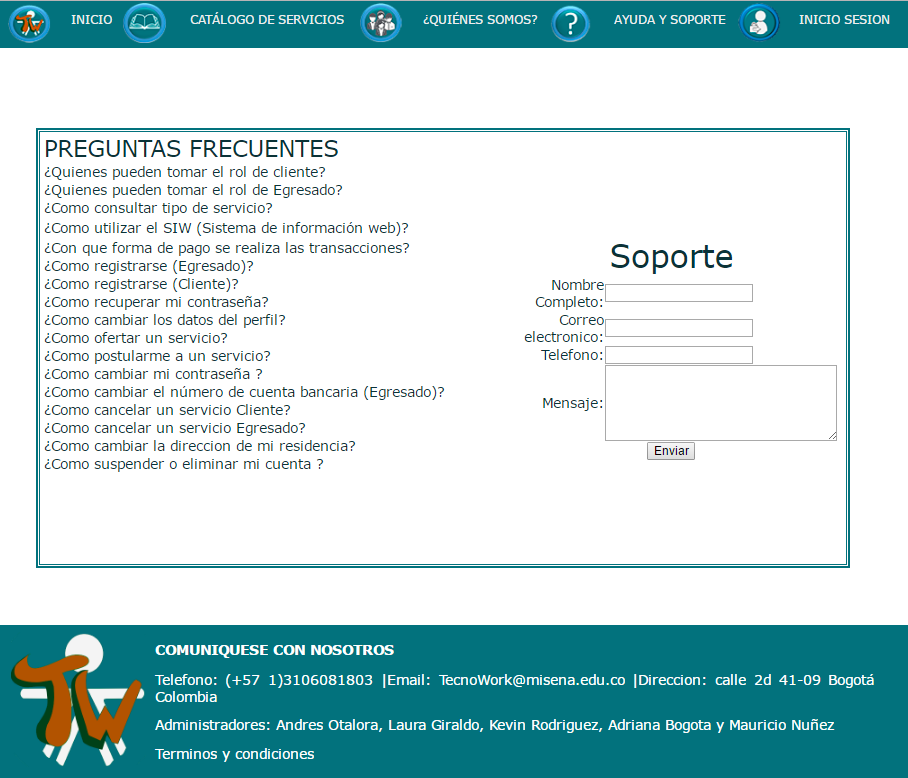 INICIO CATÁLOGO DE SERVICIOS ¿QUIÉNES SOMOS? ? AYUDA Y SOPORTE INICIO SESION
PREGUNTAS FRECUENTES
¿Quienes pueden tomar el rol de cliente?
¿Quienes pueden tomar el rol de Egresado?
¿Como consultar tipo de servicio?
¿Como utilizar el SIW (Sistema de información web)?
¿Con que forma de pago se realiza las transacciones?
¿Como registrarse (Egresado)?
¿Como registrarse (Cliente)?
¿Como recuperar mi contraseña?
¿Como cambiar los datos del perfil?
¿Como ofertar un servicio?
¿Como postularme a un servicio?
¿Como cambiar mi contraseña ?
¿Como cambiar el número de cuenta bancaria (Egresado)?
¿Como cancelar un servicio Cliente?
¿Como cancelar un servicio Egresado?
¿Como cambiar la direccion de mi residencia?
¿Como suspender o eliminar mi cuenta ?
Soporte
Nombre
Completo:
Correo
electronico:
Telefono:
Mensaje:
Enviar
TW
COMUNIQUESE CON NOSOTROS
Telefono: (+57 1)3106081803 |Email: TecnoWork@misena.edu.co |Direccion: calle 2d 41-09 Bogotá
Colombia
Administradores: Andres Otalora, Laura Giraldo, Kevin Rodriguez, Adriana Bogota y Mauricio Nuñez
Terminos y condiciones